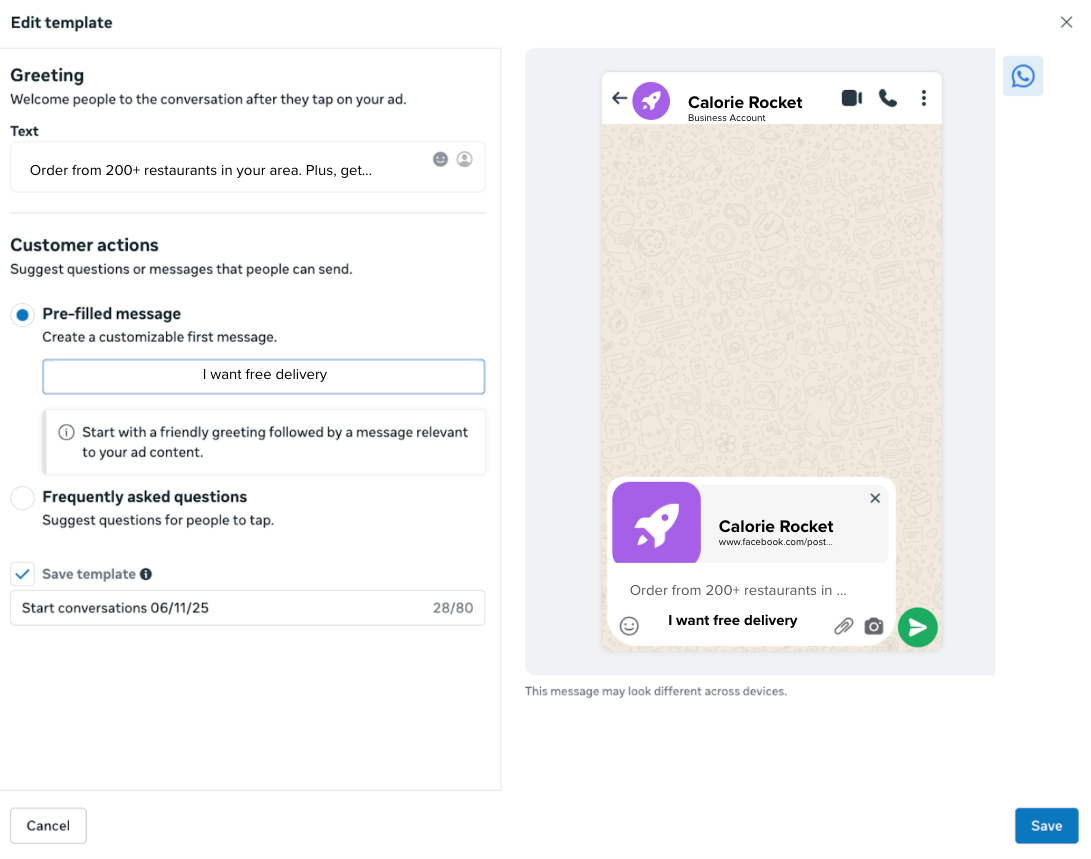 Edit template
Greeting
Welcome people to the conversation after they tap on your ad.
Text
Order from 200+ restaurants in your area. Plus, get...
Customer actions
Suggest questions or messages that people can send.
Pre-filled message
Create a customizable first message.
I want free delivery
Start with a friendly greeting followed by a message relevant
to your ad content.
Frequently asked questions
Suggest questions for people to tap.
Save template
Start conversations 06/11/25 28/80
Cancel
Calorie Rocket
Business Account
Calorie Rocket
www.facebook.com/post...
Order from 200+ restaurants in ...
I want free delivery
This message may look different across devices.
Save